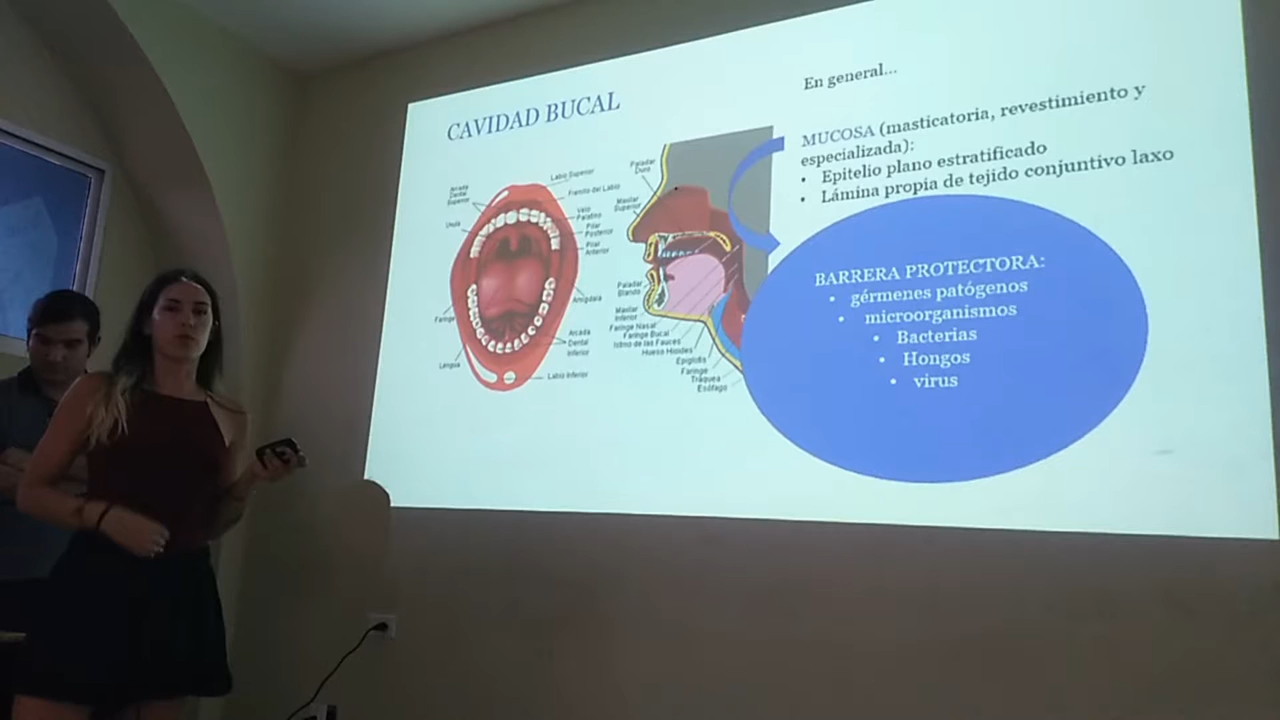 CAVIDAD BUCAL
En general...
MUCOSA (masticatoria, revestimiento y
especializada):
• Epitelio plano estratificado
• Lámina propia de tejido conjuntivo laxo
BARRERA PROTECTORA:
• gérmenes patógenos
• microorganismos
• Bacterias
• Hongos
• virus
Labio Superior
Arcada
Dental
Superior
Frenillo del Labio
Velo
Palatino
Pilar
Posterior
Pilar
Anterior
Amígdala
Faringe
Arcada
Dental
Inferior
Lengua
Labio Inferior
Paladar
Duro
Maxilar
Superior
Paladar
Blando
Maxilar
Inferior
Faringe Nasal
Faringe Bucal
Istmo de las Fauces
Hueso Hioides
Epiglotis
Faringe
Tráquea
Esófago